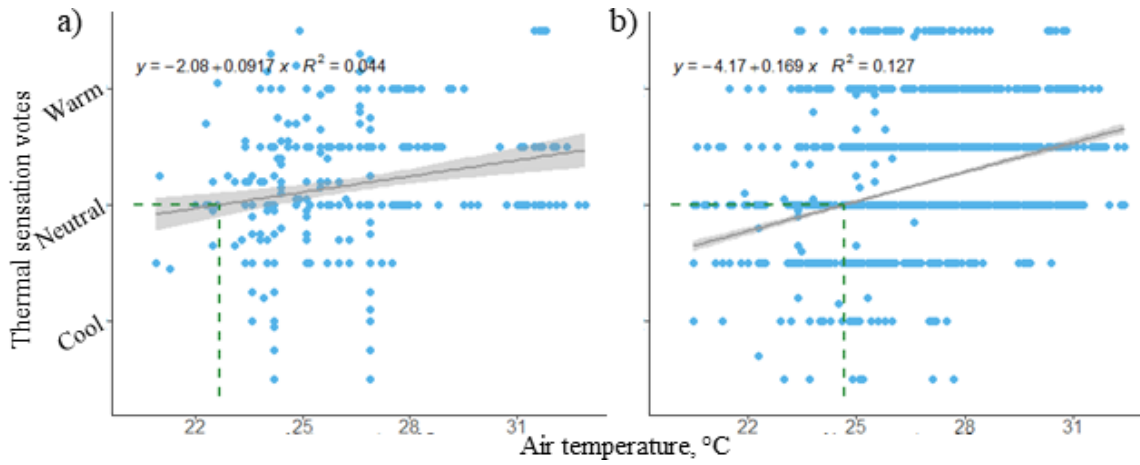 a)
y = −2.08 + 0.0917 x R² = 0.044
b)
y = −4.17 + 0.169 x R² = 0.127
Thermal sensation votes
Warm
Neutral
Cool
22 25 28 31
22 25 28 31
Air temperature, °C